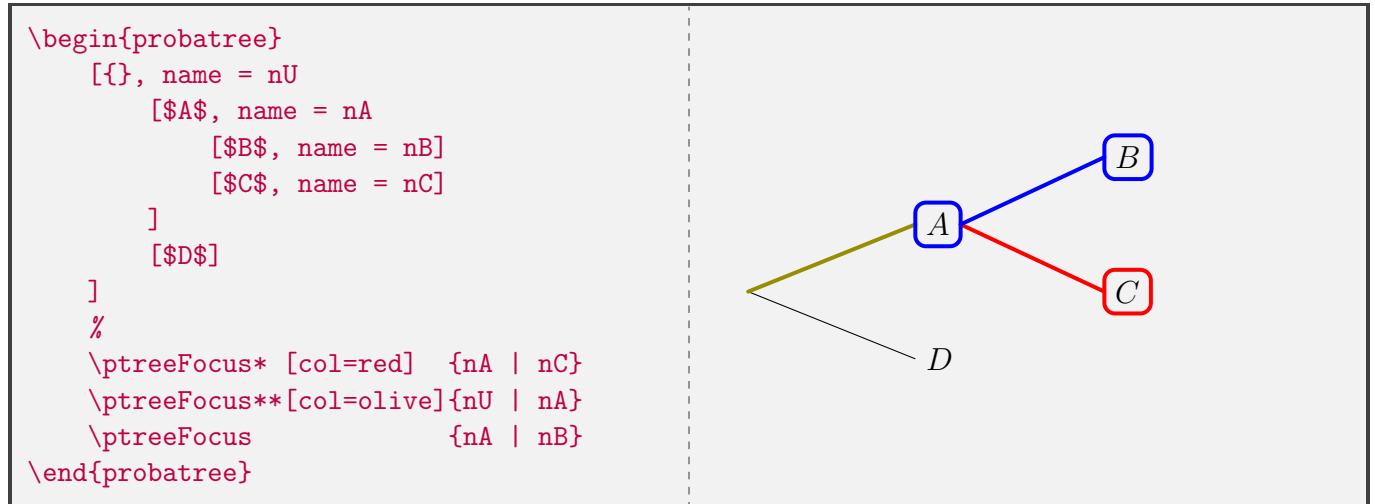 \begin{probatree}
    [{}, name = nU
        [$A$, name = nA
            [$B$, name = nB]
            [$C$, name = nC]
        ]
        [$D$]
    ]
    %
    \ptreeFocus* [col=red]  {nA | nC}
    \ptreeFocus**[col=olive]{nU | nA}
    \ptreeFocus             {nA | nB}
\end{probatree}
B
A
C
D